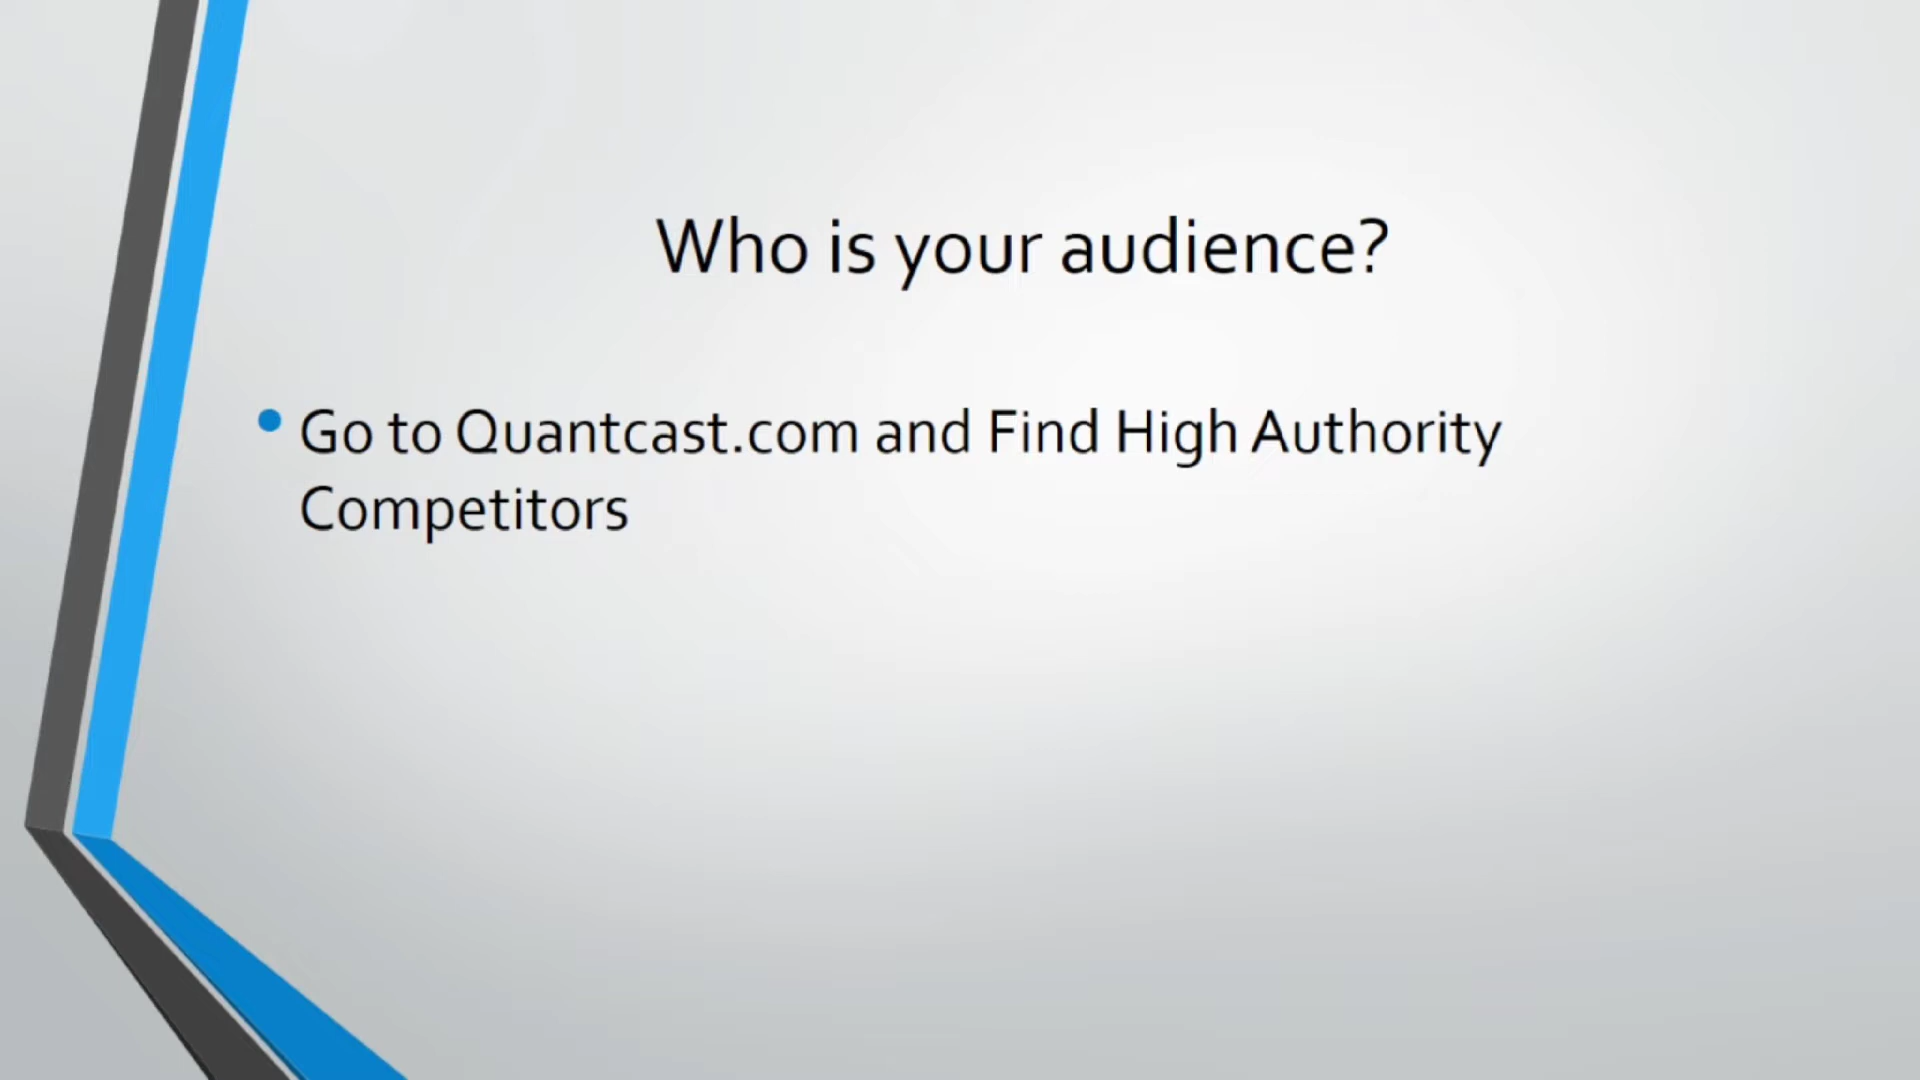 Who is your audience?
Go to Quantcast.com and Find High Authority
Competitors